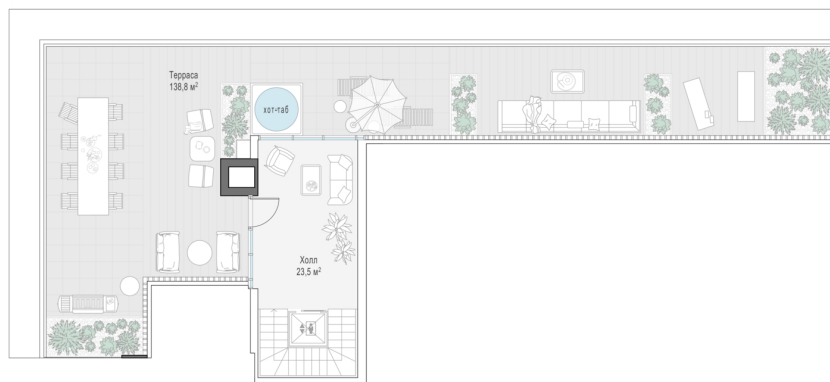 Терраса
138,8 м²
хот-таб
Холл
23,5 м²